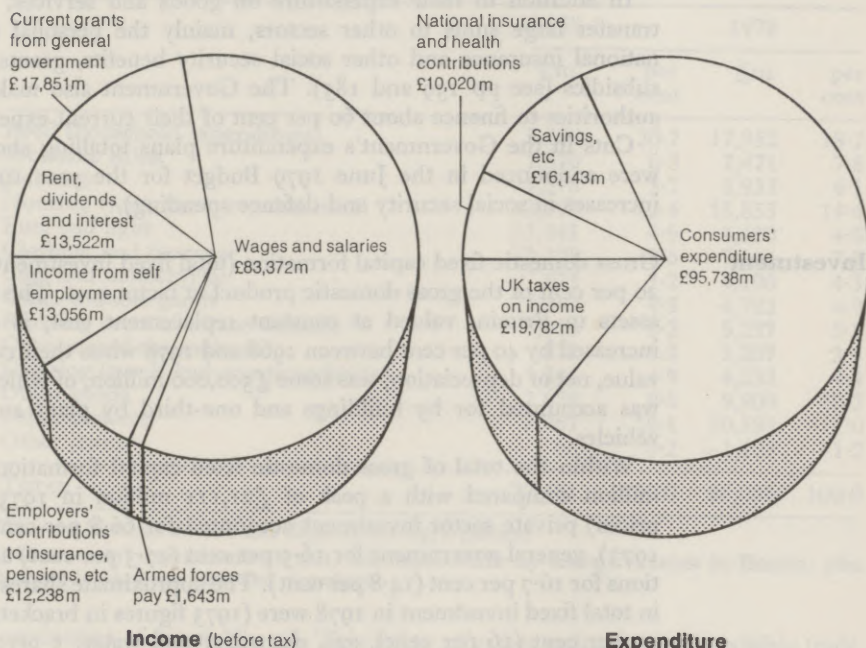 Current grants
from general
government
£17,851m
Rent,
dividends
and interest
£13,522m
Income from self
employment
£13,056m
Wages and salaries
£83,372m
Employers'
contributions
to insurance,
pensions, etc
£12,238m
Armed forces
pay £1,643m
Income (before tax)
National insurance
and health
contributions
£10,020m
Savings,
etc
£16,143m
UK taxes
on income
£19,782m
Consumers'
expenditure
£95,738m
Expenditure